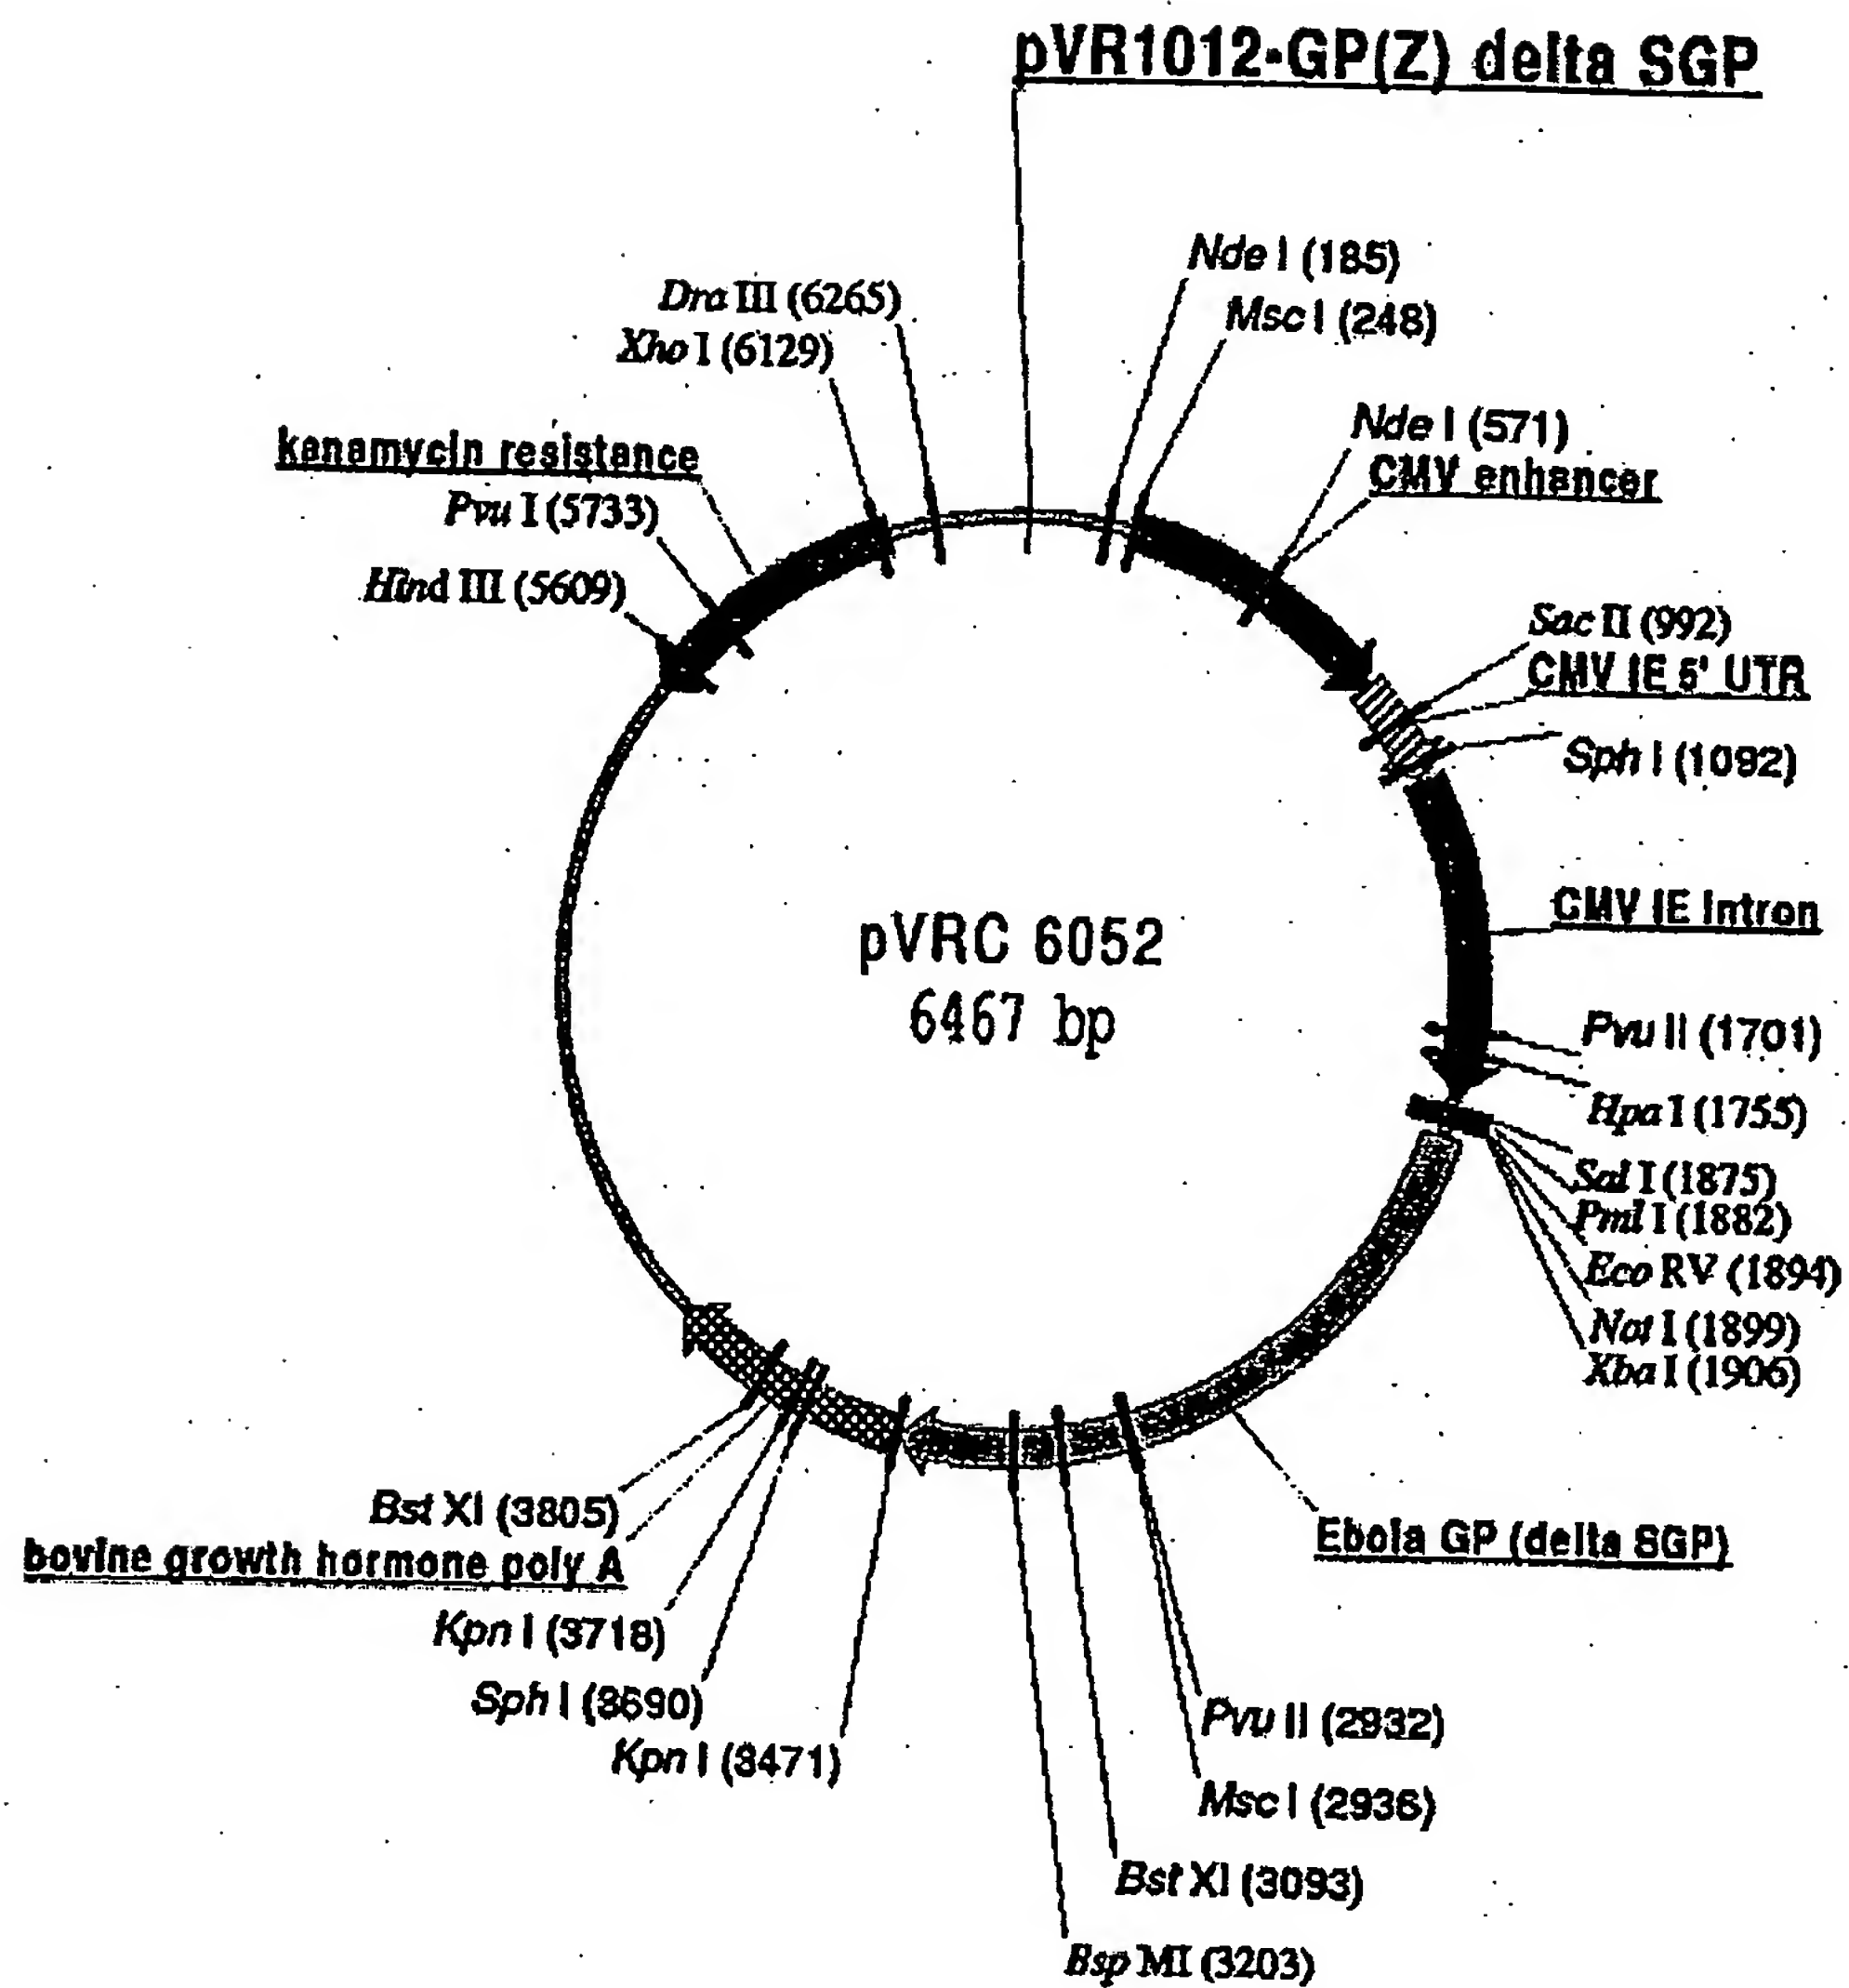 pVR1012-GP(Z) delta SGP
Nde I (185)
Msc I (248)
Nde I (571)
CMV enhancer
Sac II (992)
CMV IE 5' UTR
Sph I (1092)
CMV IE Intron
Pvu II (1701)
Hpa I (1755)
Sal I (1875)
Pml I (1882)
Eco RV (1894)
Not I (1899)
Xba I (1906)
Ebola GP (delta SGP)
Pvu II (2932)
Msc I (2936)
Bst XI (3093)
Bsp MI (3203)
Kpn I (3471)
Sph I (3690)
Kpn I (3718)
bovine growth hormone poly A
Bst XI (3805)
Hind III (5609)
Pvu I (5733)
kanamycin resistance
Xho I (6129)
Dra III (6265)
pVRC 6052
6467 bp